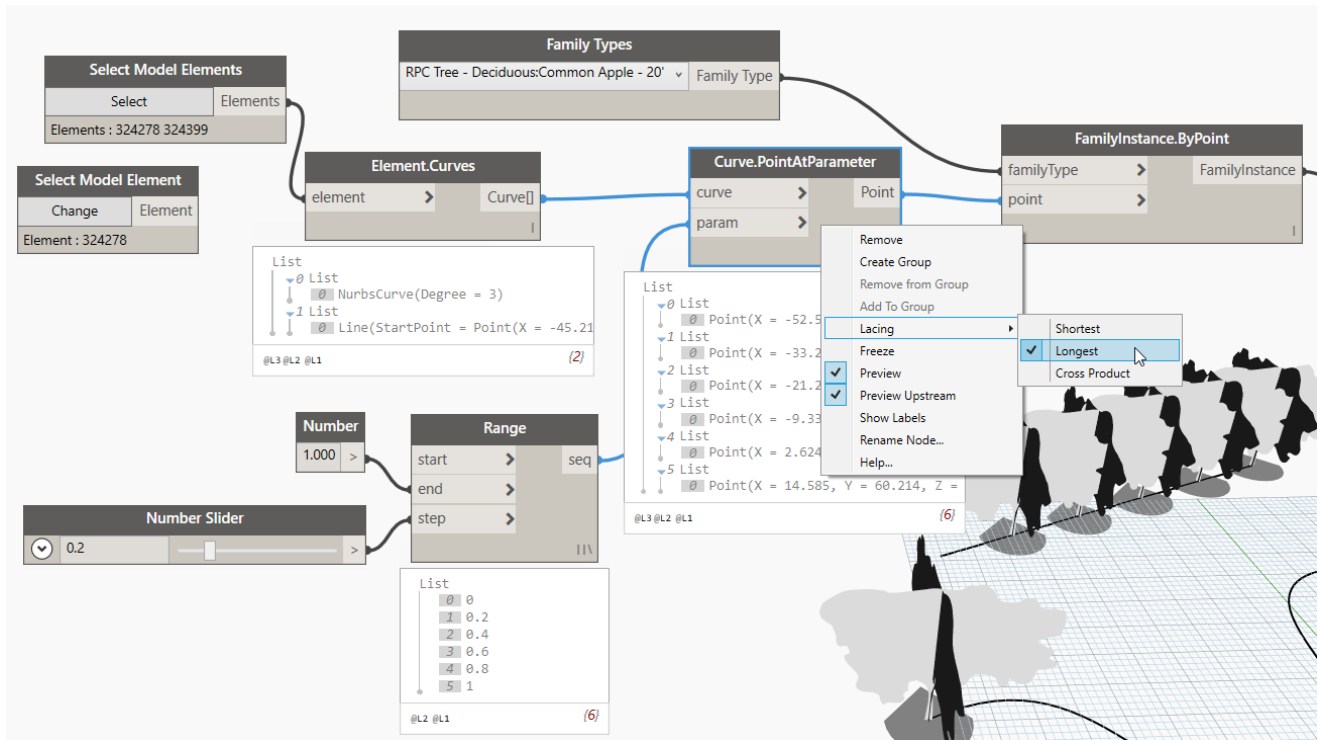 Select Model Elements
Select
Elements
Elements : 324278 324399
Select Model Element
Change
Element
Element : 324278
Family Types
RPC Tree - Deciduous:Common Apple - 20'
Family Type
Element.Curves
element
>
Curve[]
|
List
0 List
0 NurbsCurve(Degree = 3)
1 List
0 Line(StartPoint = Point(X = -45.21
@L3 @L2 @L1
{2}
Curve.PointAtParameter
curve
>
Point
param
>
List
0 List
0 Point(X = -52.5
1 List
0 Point(X = -33.2
2 List
0 Point(X = -21.2
3 List
0 Point(X = -9.33
4 List
0 Point(X = 2.624
5 List
0 Point(X = 14.585, Y = 60.214, Z =
@L3 @L2 @L1
{6}
FamilyInstance.ByPoint
familyType
>
FamilyInstance
point
>
|
Remove
Create Group
Remove from Group
Add To Group
Lacing
Freeze
Preview
Preview Upstream
Show Labels
Rename Node...
Help...
Shortest
Longest
Cross Product
Number
1.000
>
Range
start
>
seq
end
>
step
>
||\
Number Slider
0.2
>
List
0 0
1 0.2
2 0.4
3 0.6
4 0.8
5 1
@L2 @L1
{6}